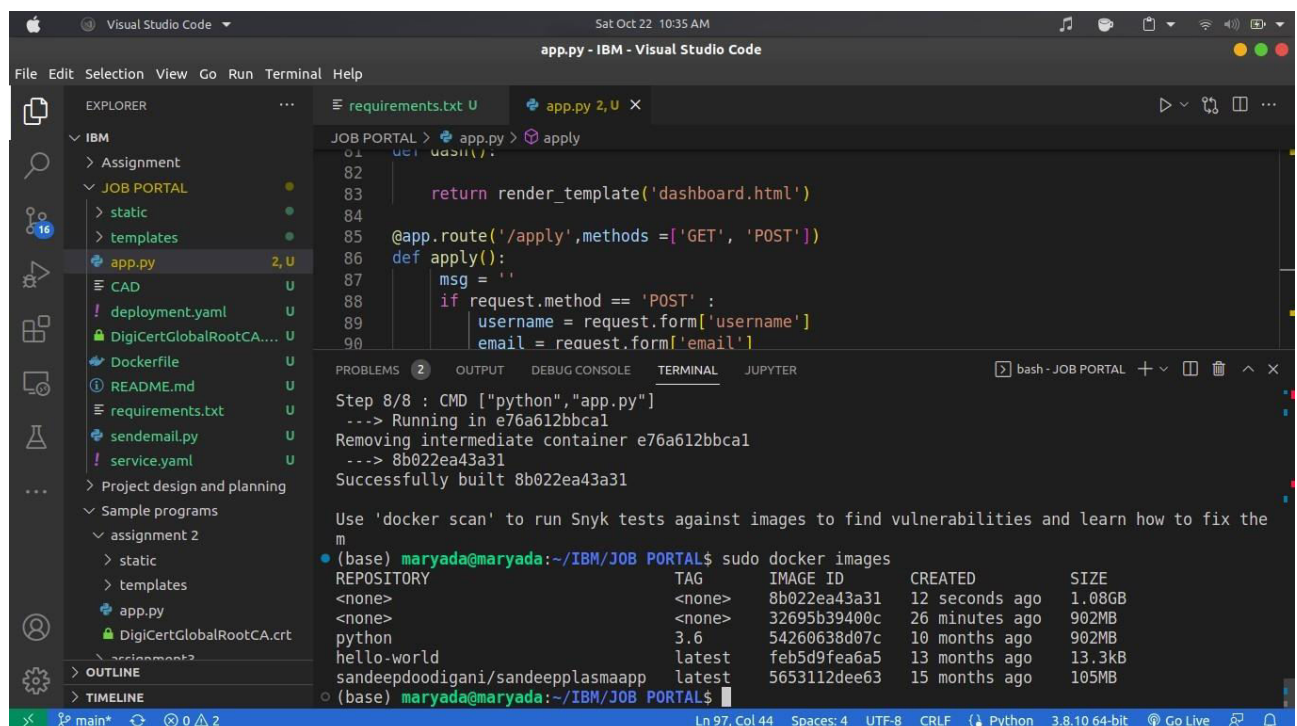 Visual Studio Code
Sat Oct 22 10:35 AM
app.py - IBM - Visual Studio Code
File Edit Selection View Go Run Terminal Help
EXPLORER
IBM
> Assignment
JOB PORTAL
> static
> templates
app.py 2, U
CAD U
! deployment.yaml U
DigiCertGlobalRootCA.... U
Dockerfile U
README.md U
requirements.txt U
sendemail.py U
! service.yaml U
> Project design and planning
Sample programs
assignment 2
> static
> templates
app.py
DigiCertGlobalRootCA.crt
> assignment3
> OUTLINE
> TIMELINE
16
requirements.txt U
app.py 2, U
JOB PORTAL > app.py > apply
81 def dash():
82
83 return render_template('dashboard.html')
84
85 @app.route('/apply',methods =['GET', 'POST'])
86 def apply():
87 msg = ''
88 if request.method == 'POST' :
89 username = request.form['username']
90 email = request.form['email']
PROBLEMS 2 OUTPUT DEBUG CONSOLE TERMINAL JUPYTER
bash - JOB PORTAL
Step 8/8 : CMD ["python","app.py"]
---> Running in e76a612bbca1
Removing intermediate container e76a612bbca1
---> 8b022ea43a31
Successfully built 8b022ea43a31
Use 'docker scan' to run Snyk tests against images to find vulnerabilities and learn how to fix the
m
(base) maryada@maryada:~/IBM/JOB PORTAL$ sudo docker images
REPOSITORY TAG IMAGE ID CREATED SIZE
<none> <none> 8b022ea43a31 12 seconds ago 1.08GB
<none> <none> 32695b39400c 26 minutes ago 902MB
python 3.6 54260638d07c 10 months ago 902MB
hello-world latest feb5d9fea6a5 13 months ago 13.3kB
sandeepdoodigani/sandeepplasmaapp latest 5653112dee63 15 months ago 105MB
(base) maryada@maryada:~/IBM/JOB PORTAL$
main* 0 2
Ln 97, Col 44 Spaces: 4 UTF-8 CRLF Python 3.8.10 64-bit Go Live